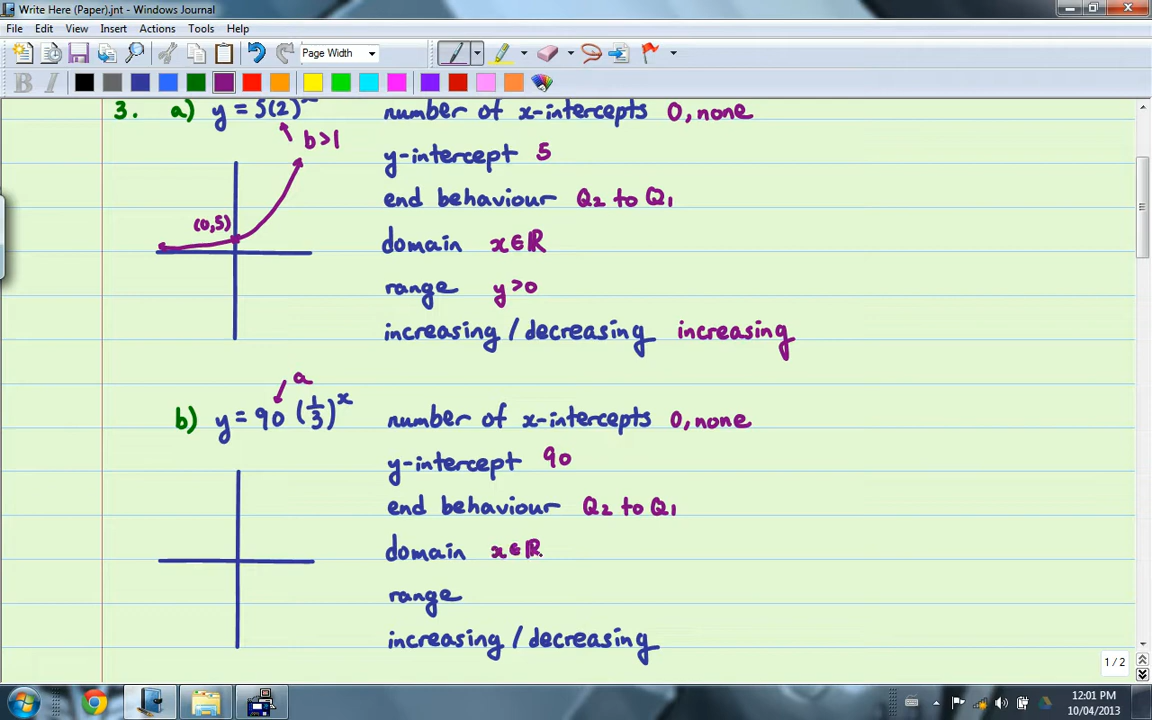 Write Here (Paper).jnt - Windows Journal
File Edit View Insert Actions Tools Help
Page Width
B I
3. a) y = 5(2)^x number of x-intercepts 0, none
b>1
y-intercept 5
end behaviour Q2 to Q1
(0,5)
domain x∈ℝ
range y>0
increasing / decreasing increasing
a
b) y = 90 (1/3)^x number of x-intercepts 0, none
y-intercept 90
end behaviour Q2 to Q1
domain x∈ℝ
range
increasing / decreasing
1 / 2
12:01 PM
10/04/2013